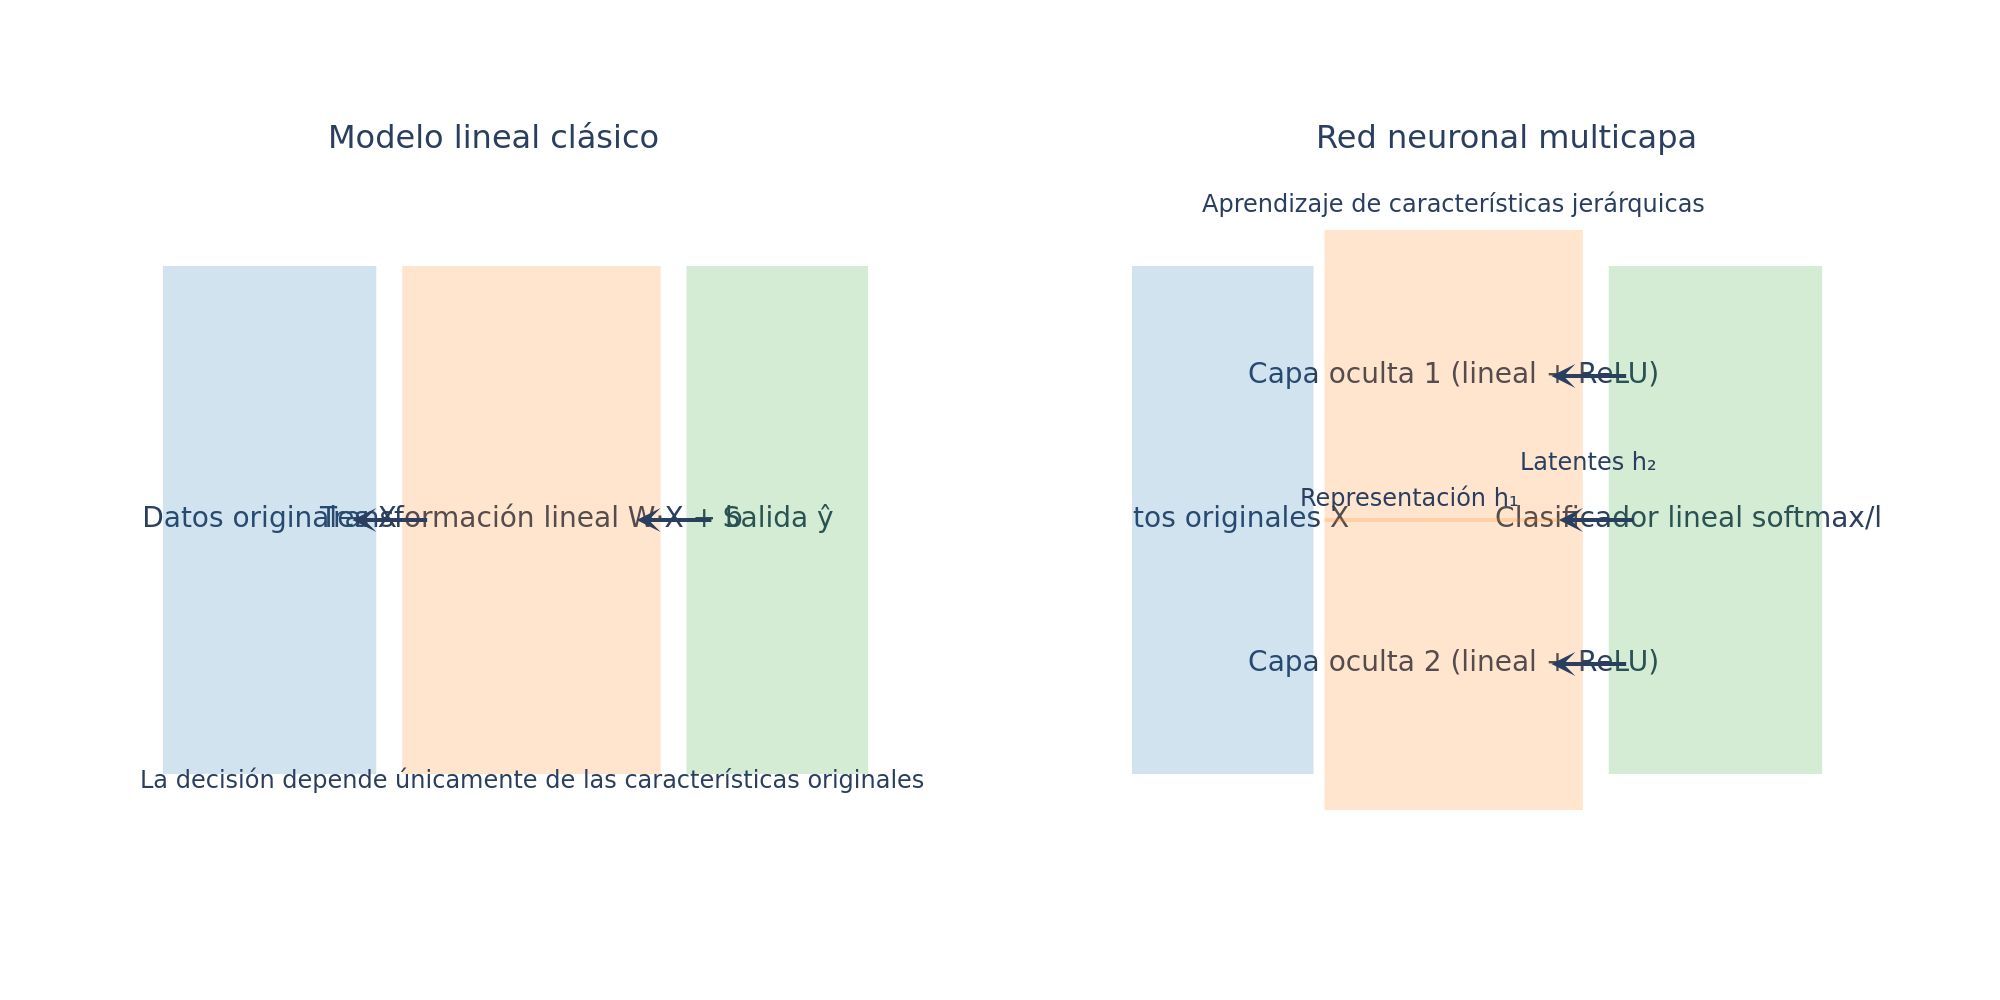 Modelo lineal clásico
Datos originales X
Transformación lineal W·X + b
Salida ŷ
La decisión depende únicamente de las características originales
Red neuronal multicapa
Aprendizaje de características jerárquicas
Capa oculta 1 (lineal + ReLU)
Latentes h₂
Representación h₁
tos originales X
Clasificador lineal softmax/l
Capa oculta 2 (lineal + ReLU)